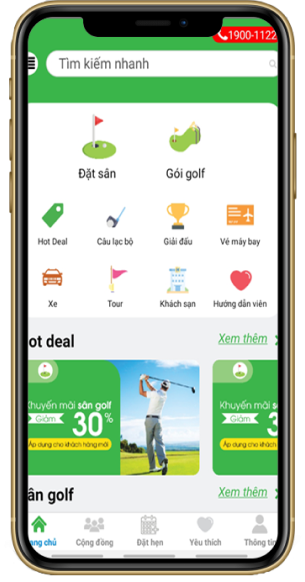 1900-1122
Tìm kiếm nhanh
Đặt sân
Gói golf
Hot Deal
Câu lạc bộ
Giải đấu
Vé máy bay
Xe
Tour
Khách sạn
Hướng dẫn viên
ot deal
Xem thêm
Khuyến mãi sân golf
Giảm
30%
Áp dụng cho khách hàng mới
Khuyến mãi s
Giảm
3
Áp dụng cho khá
ân golf
Xem thêm
ang chủ
Cộng đồng
Đặt hẹn
Yêu thích
Thông tin